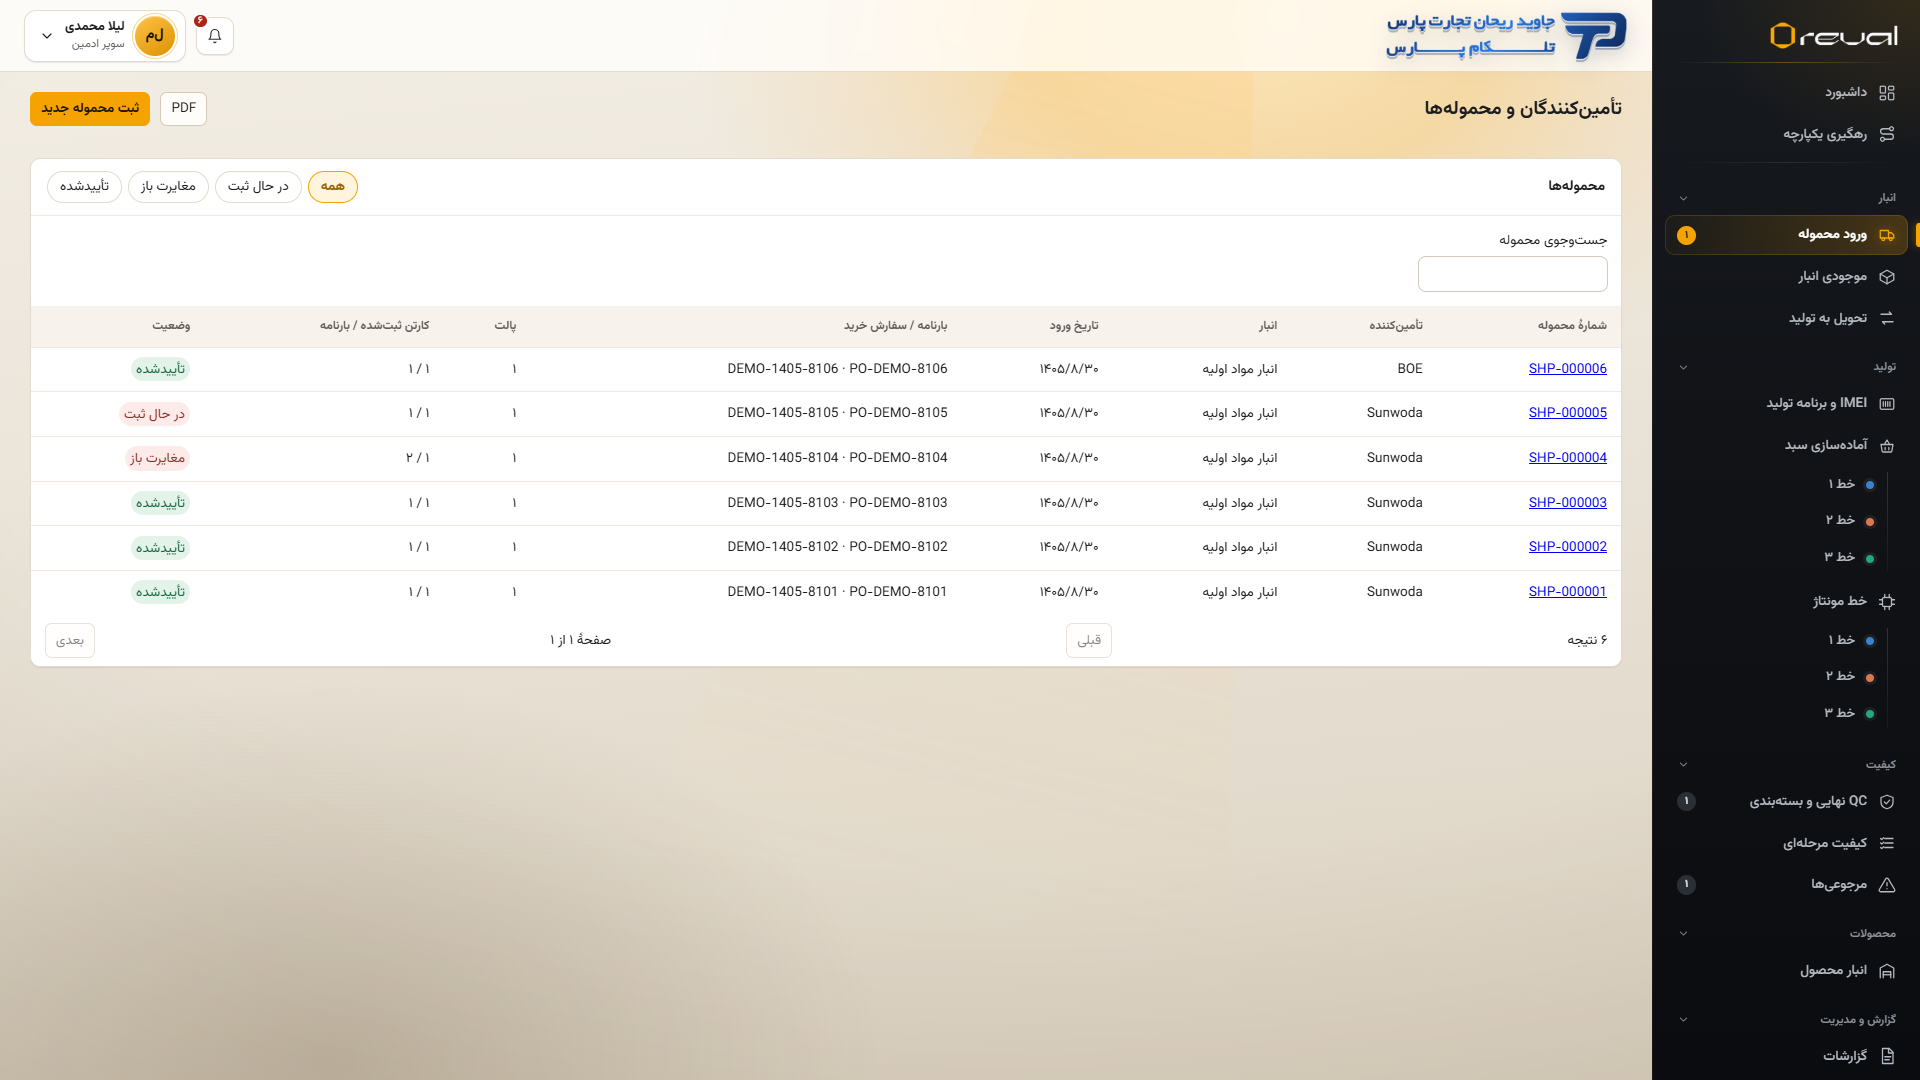 reval
داشبورد
رهگیری یکپارچه
انبار
ورود محموله ۱
موجودی انبار
تحویل به تولید
تولید
IMEI و برنامه تولید
آماده‌سازی سبد
خط ۱
خط ۲
خط ۳
خط مونتاژ
خط ۱
خط ۲
خط ۳
کیفیت
QC نهایی و بسته‌بندی ۱
کیفیت مرحله‌ای
مرجوعی‌ها ۱
محصولات
انبار محصول
گزارش و مدیریت
گزارشات
جاوید ریحان تجارت پارس
تلکام پارس
۶
ل‌م
لیلا محمدی
سوپر ادمین
تأمین‌کنندگان و محموله‌ها
PDF
ثبت محموله جدید
محموله‌ها
همه
در حال ثبت
مغایرت باز
تأییدشده
جست‌وجوی محموله
شمارهٔ محموله تأمین‌کننده انبار تاریخ ورود بارنامه / سفارش خرید پالت کارتن ثبت‌شده / بارنامه وضعیت
SHP-000006 BOE انبار مواد اولیه ۱۴۰۵/۸/۳۰ DEMO-1405-8106 · PO-DEMO-8106 ۱ ۱ / ۱ تأییدشده
SHP-000005 Sunwoda انبار مواد اولیه ۱۴۰۵/۸/۳۰ DEMO-1405-8105 · PO-DEMO-8105 ۱ ۱ / ۱ در حال ثبت
SHP-000004 Sunwoda انبار مواد اولیه ۱۴۰۵/۸/۳۰ DEMO-1405-8104 · PO-DEMO-8104 ۱ ۱ / ۲ مغایرت باز
SHP-000003 Sunwoda انبار مواد اولیه ۱۴۰۵/۸/۳۰ DEMO-1405-8103 · PO-DEMO-8103 ۱ ۱ / ۱ تأییدشده
SHP-000002 Sunwoda انبار مواد اولیه ۱۴۰۵/۸/۳۰ DEMO-1405-8102 · PO-DEMO-8102 ۱ ۱ / ۱ تأییدشده
SHP-000001 Sunwoda انبار مواد اولیه ۱۴۰۵/۸/۳۰ DEMO-1405-8101 · PO-DEMO-8101 ۱ ۱ / ۱ تأییدشده
۶ نتیجه قبلی صفحهٔ ۱ از ۱ بعدی